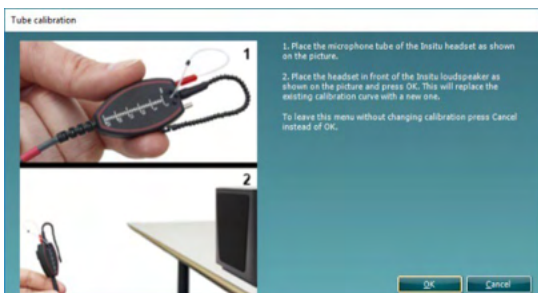 Tube calibration
1
1. Place the microphone tube of the Insitu headset as shown
on the picture.
2. Place the headset in front of the Insitu loudspeaker as
shown on the picture and press OK. This will replace the
existing calibration curve with a new one.
To leave this menu without changing calibration press Cancel
instead of OK.
2
OK
Cancel